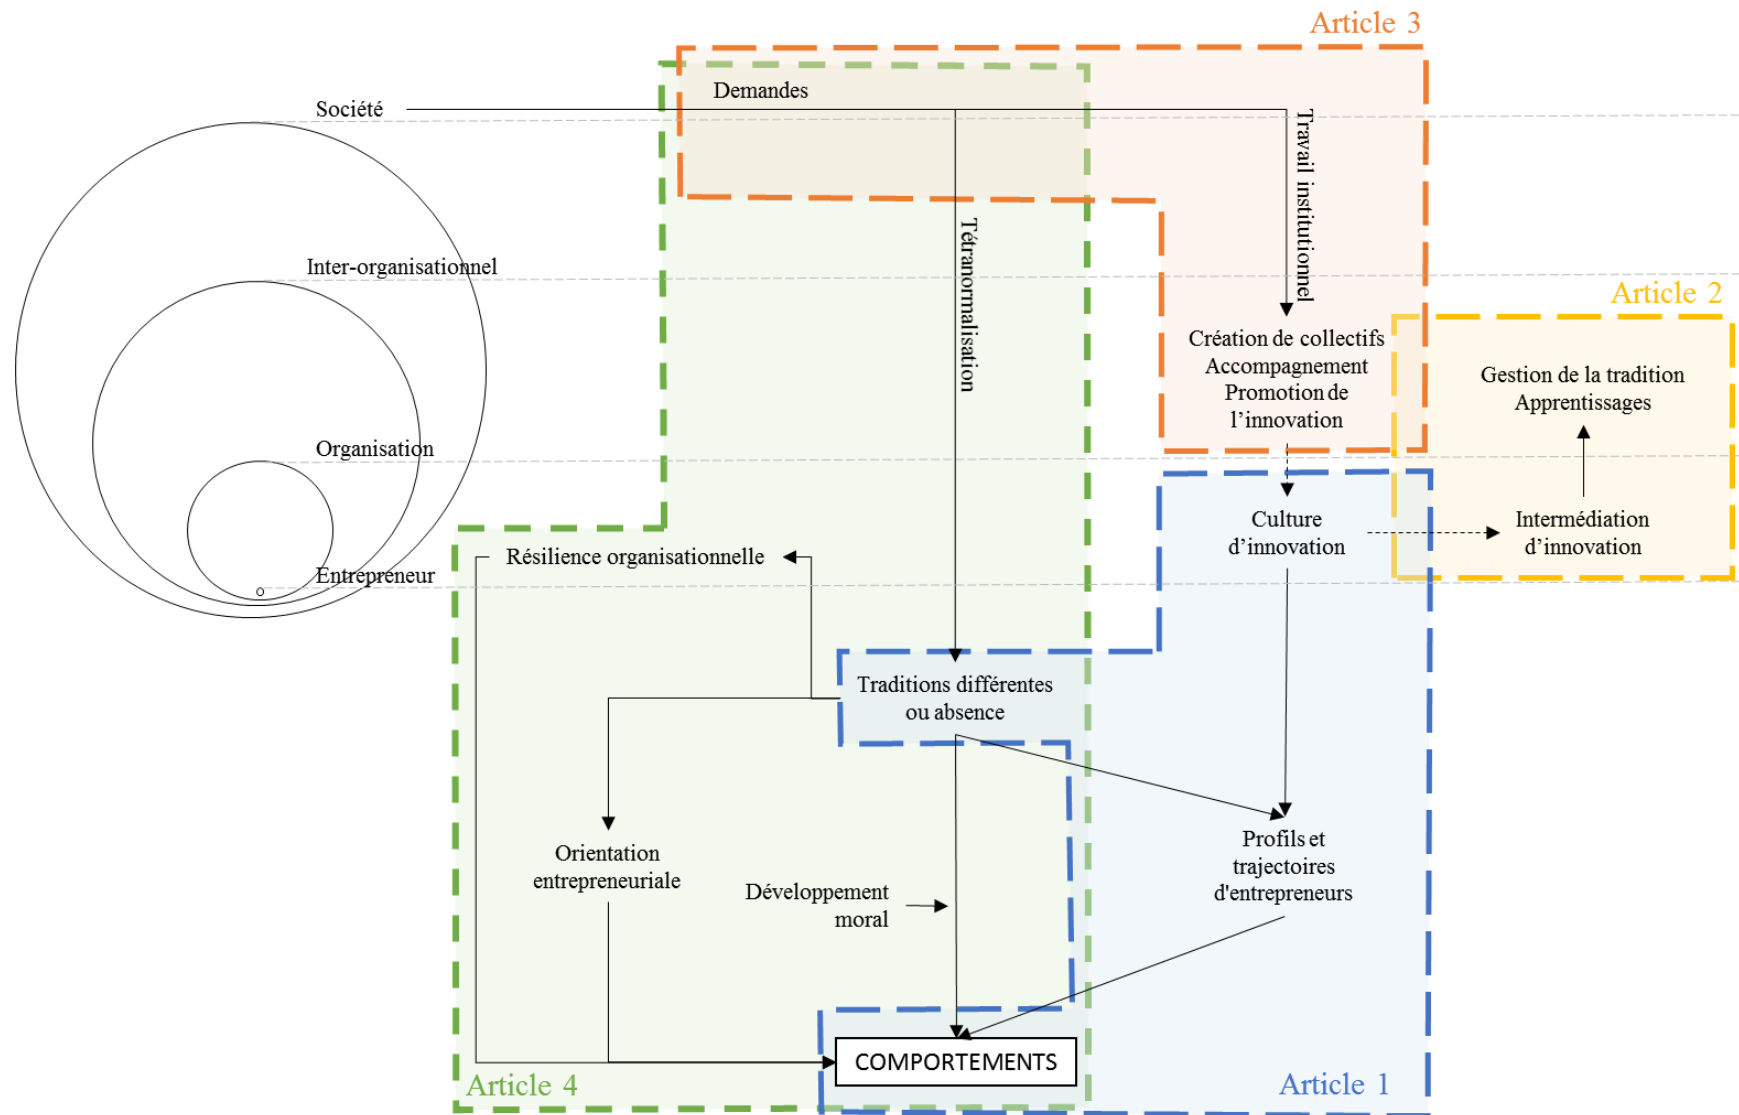 Article 3
Demandes
Société
Travail institutionnel
Tétranormalisation
Inter-organisationnel
Article 2
Création de collectifs
Accompagnement
Promotion de
l’innovation
Gestion de la tradition
Apprentissages
Organisation
Culture
d’innovation
Intermédiation
d’innovation
Résilience organisationnelle
Entrepreneur
Traditions différentes
ou absence
Orientation
entrepreneuriale
Profils et
trajectoires
d'entrepreneurs
Développement
moral
COMPORTEMENTS
Article 4
Article 1